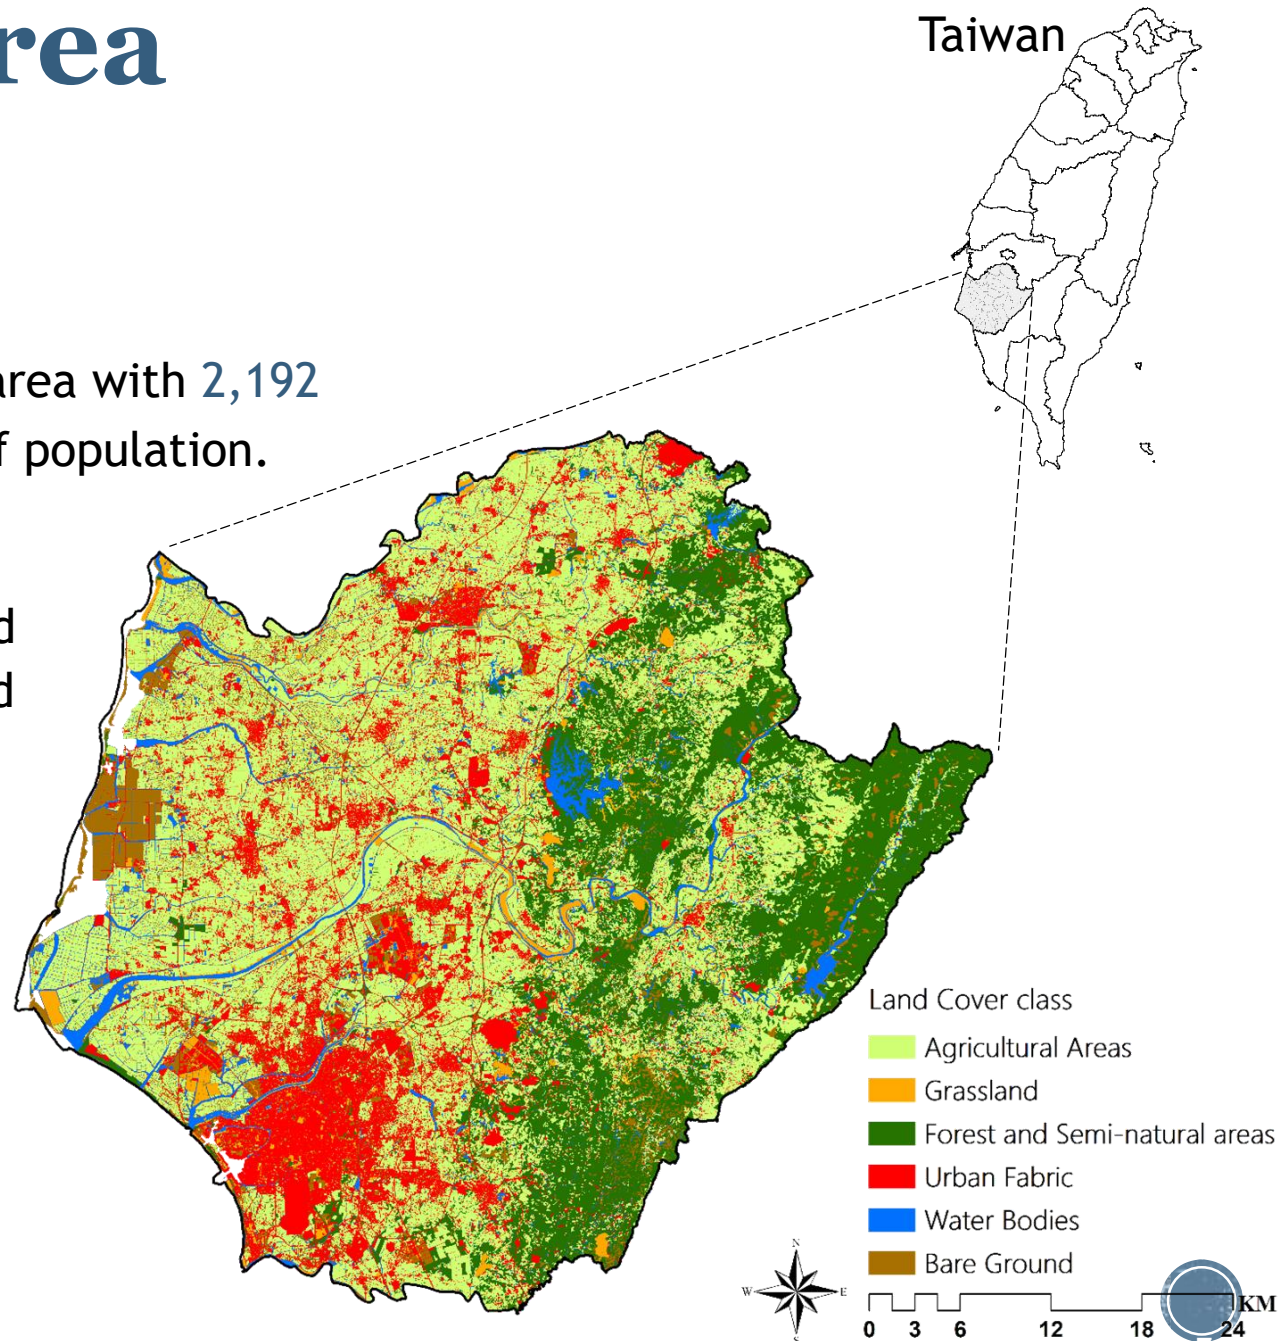 rea
Taiwan
area with 2,192
f population.
d
d
Land Cover class
Agricultural Areas
Grassland
Forest and Semi-natural areas
Urban Fabric
Water Bodies
Bare Ground
N
W E
S
KM
0 3 6 12 18 24